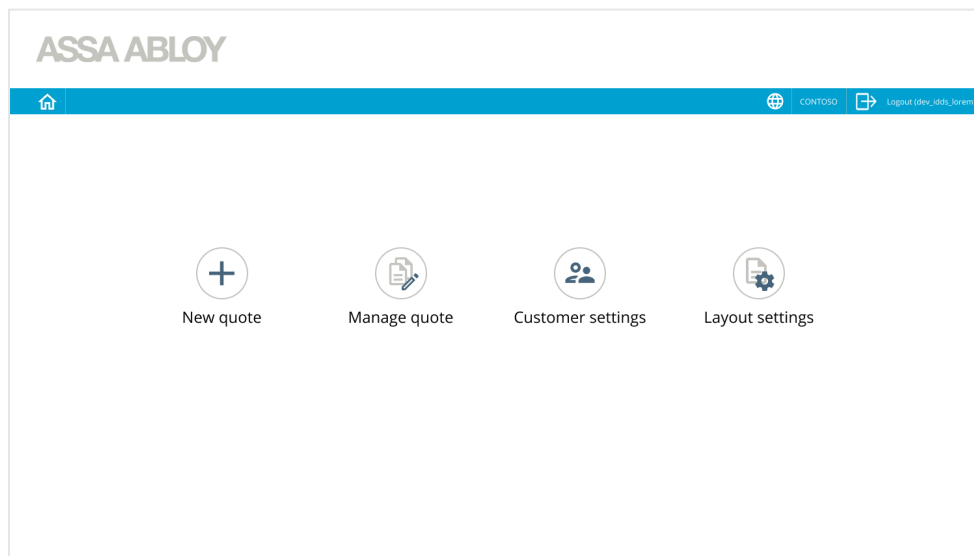 ASSA ABLOY
CONTOSO
Logout (dev_idds_lorem
New quote
Manage quote
Customer settings
Layout settings